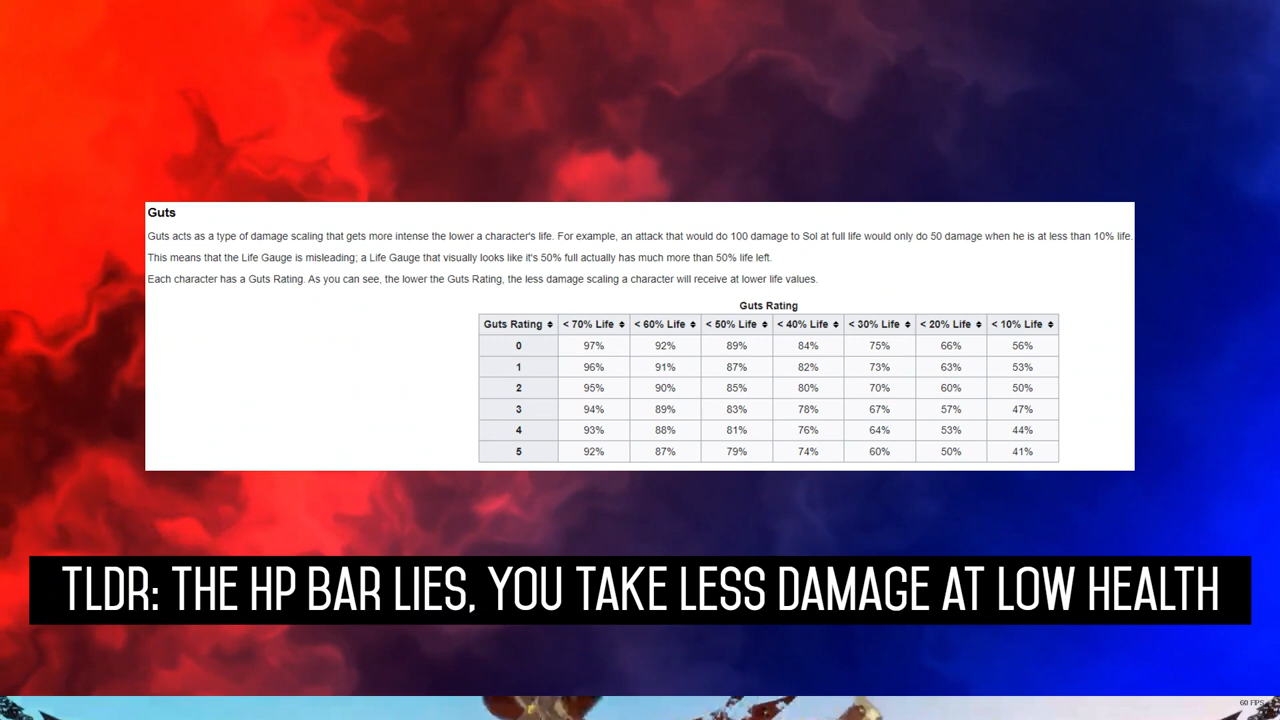 Guts
Guts acts as a type of damage scaling that gets more intense the lower a character's life. For example, an attack that would do 100 damage to Sol at full life would only do 50 damage when he is at less than 10% life.
This means that the Life Gauge is misleading; a Life Gauge that visually looks like it's 50% full actually has much more than 50% life left.
Each character has a Guts Rating. As you can see, the lower the Guts Rating, the less damage scaling a character will receive at lower life values.
Guts Rating
Guts Rating < 70% Life < 60% Life < 50% Life < 40% Life < 30% Life < 20% Life < 10% Life
0 97% 92% 89% 84% 75% 66% 56%
1 96% 91% 87% 82% 73% 63% 53%
2 95% 90% 85% 80% 70% 60% 50%
3 94% 89% 83% 78% 67% 57% 47%
4 93% 88% 81% 76% 64% 53% 44%
5 92% 87% 79% 74% 60% 50% 41%
TLDR: THE HP BAR LIES, YOU TAKE LESS DAMAGE AT LOW HEALTH
60 FPS